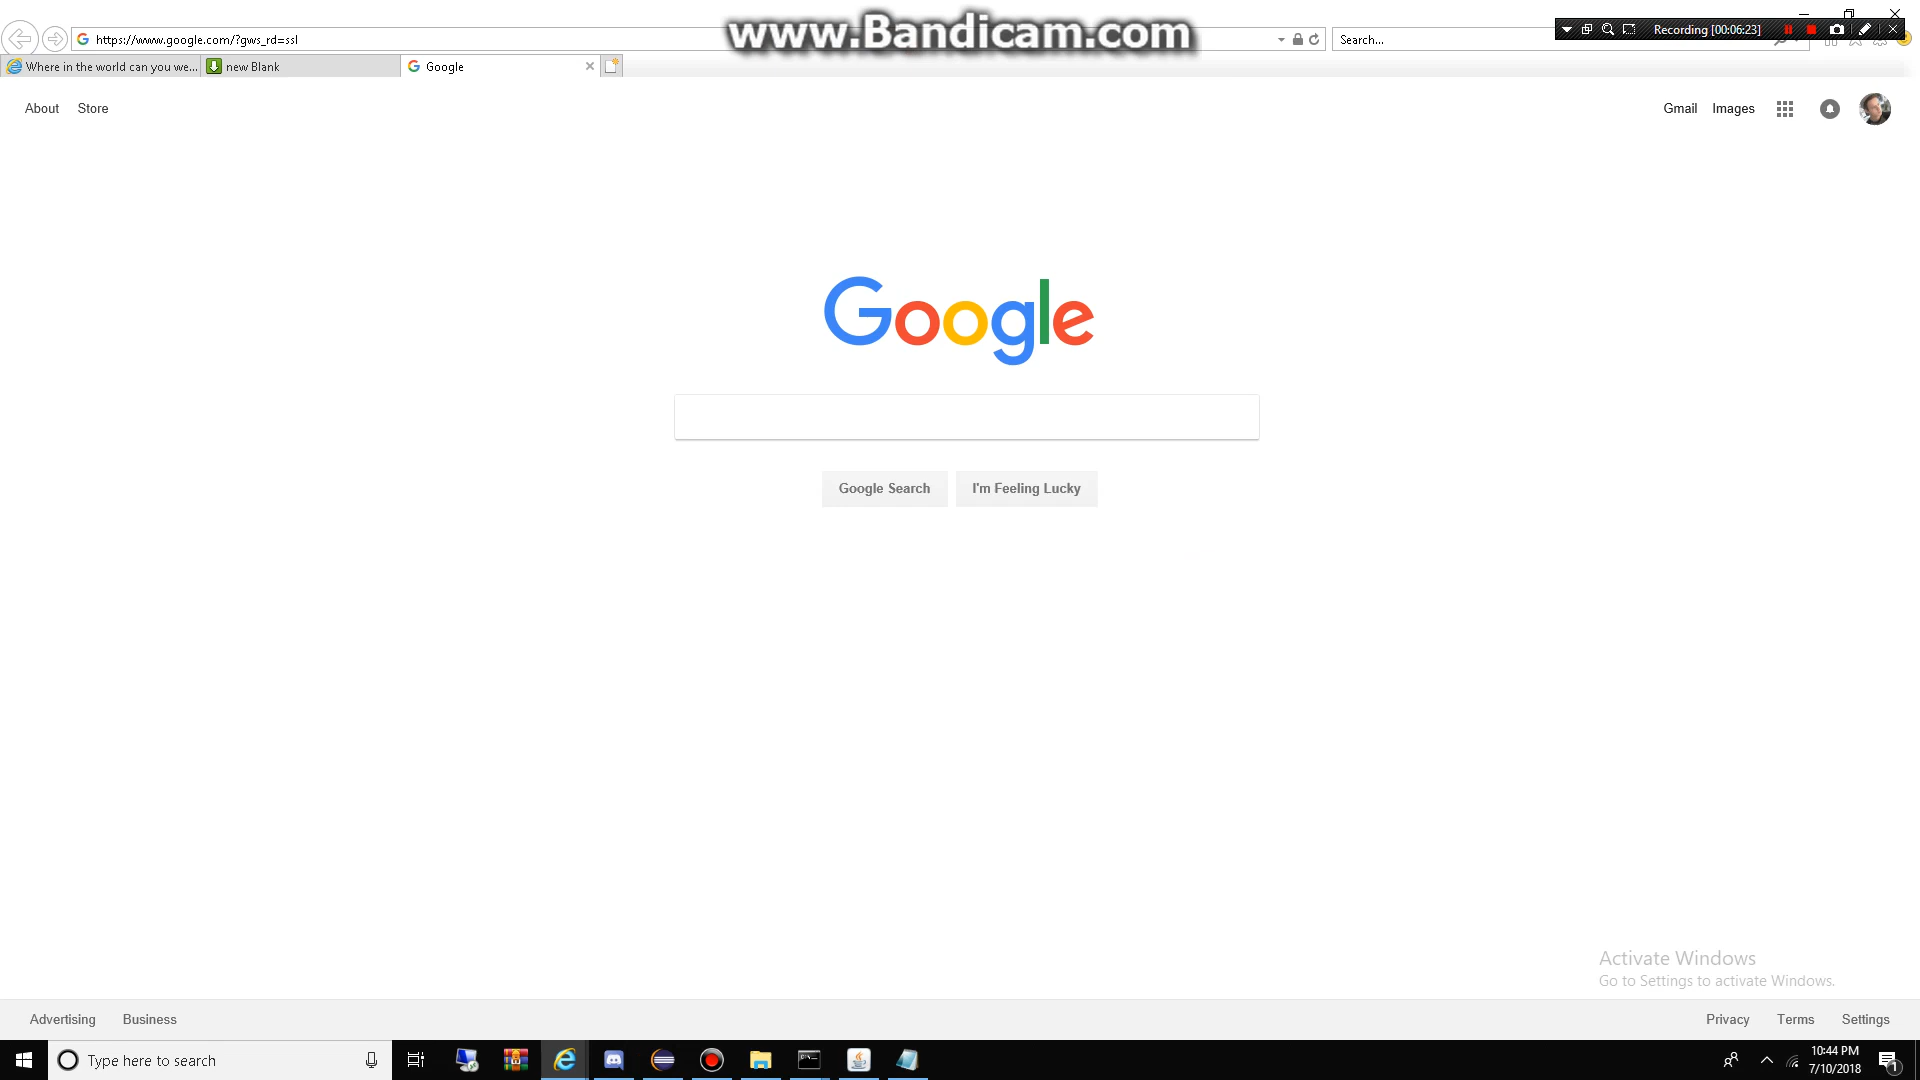 www.Bandicam.com
https://www.google.com/?gws_rd=ssl
Search...
Recording [00:06:23]
Where in the world can you we...
new Blank
Google
About
Store
Gmail
Images
Google
Google Search
I'm Feeling Lucky
Activate Windows
Go to Settings to activate Windows.
Advertising
Business
Privacy
Terms
Settings
Type here to search
10:44 PM
7/10/2018
1